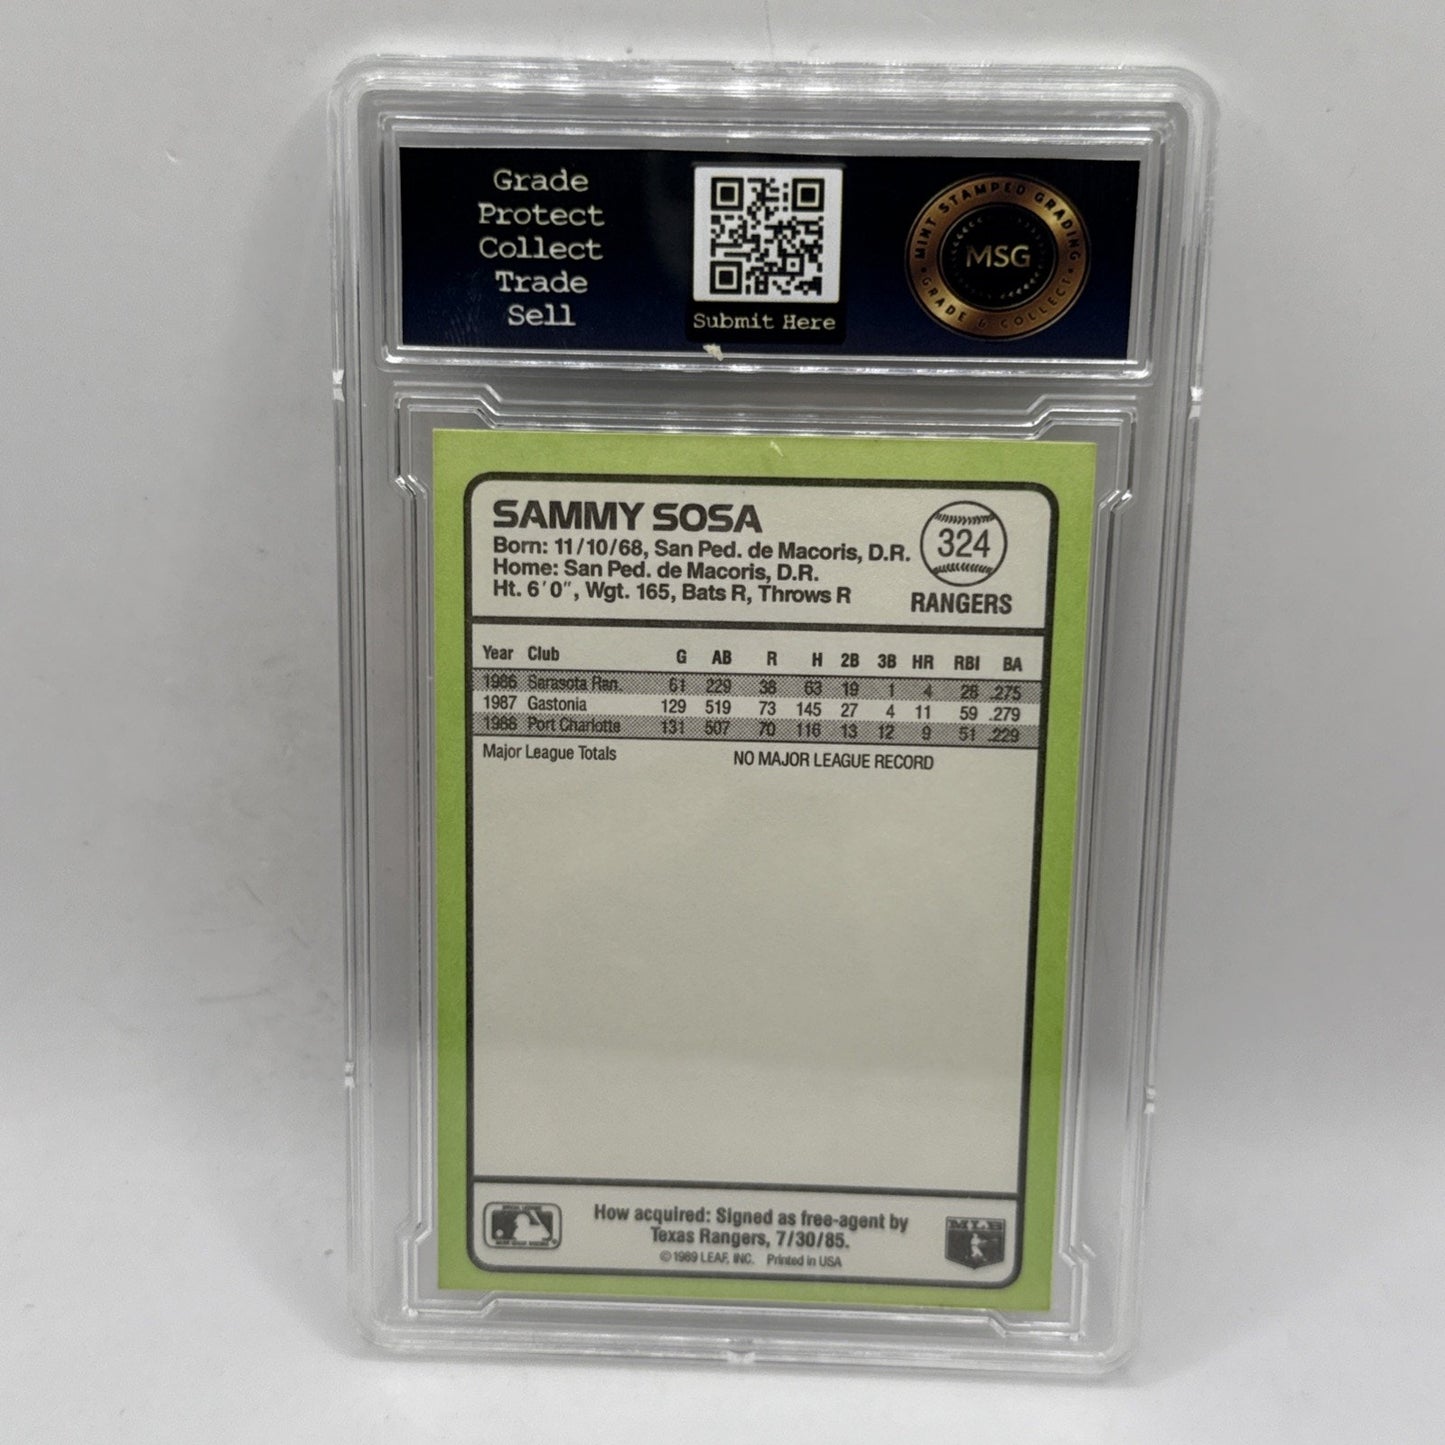 Grade
Protect
Collect
Trade
Sell
Submit Here
MINT STAMPED GRADING
MSG
GRADE & COLLECT
SAMMY SOSA
Born: 11/10/68, San Ped. de Macoris, D.R.
Home: San Ped. de Macoris, D.R.
Ht. 6'0", Wgt. 165, Bats R, Throws R
324
RANGERS
Year Club G AB R H 2B 3B HR RBI BA
1986 Sarasota Ran. 61 229 38 63 19 1 4 28 .275
1987 Gastonia 129 519 73 145 27 4 11 59 .279
1988 Port Charlotte 131 507 70 116 13 12 9 51 .229
Major League Totals NO MAJOR LEAGUE RECORD
How acquired: Signed as free-agent by
Texas Rangers, 7/30/85.
© 1989 LEAF, INC. Printed in USA
MLB